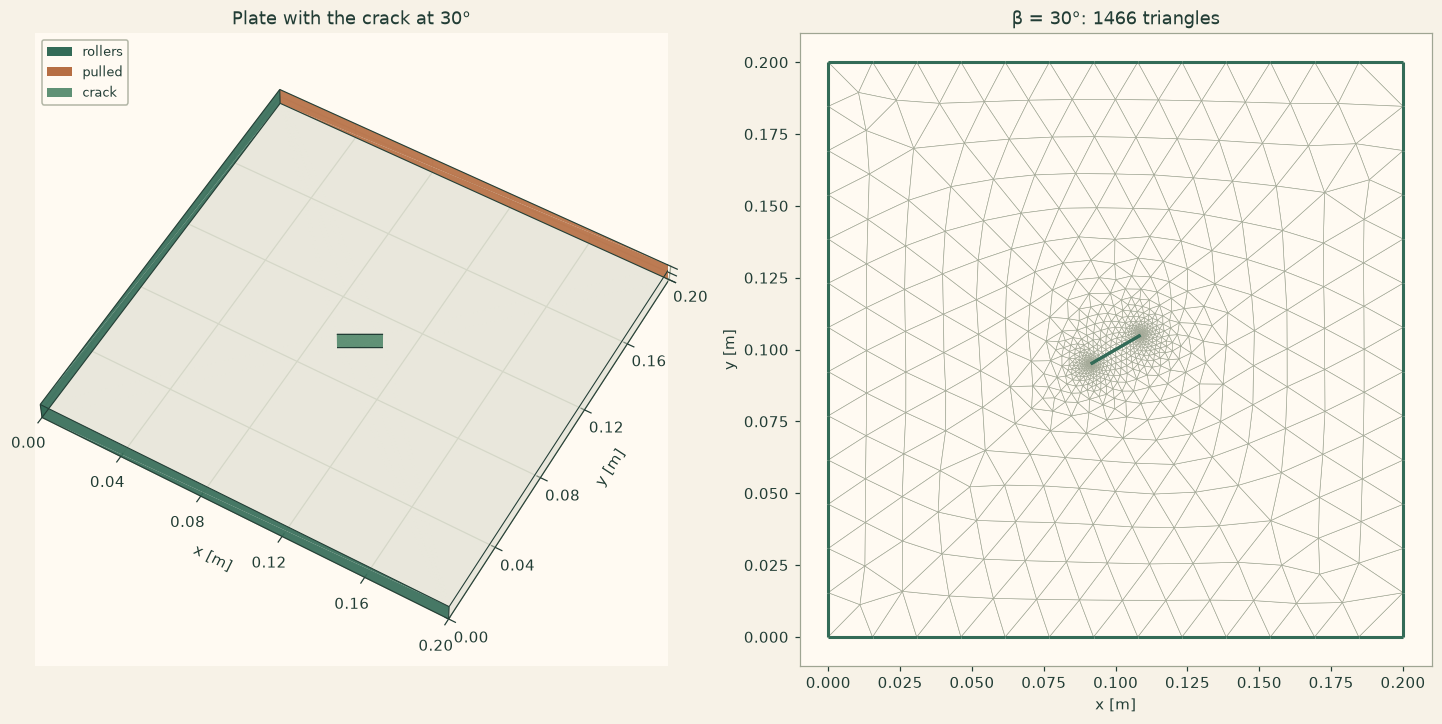 Plate with the crack at 30°
rollers
pulled
crack
0.00
0.04
0.08
0.12
0.16
0.20
x [m]
0.00
0.04
0.08
0.12
0.16
0.20
y [m]
β = 30°: 1466 triangles
0.200
0.175
0.150
0.125
0.100
0.075
0.050
0.025
0.000
y [m]
0.000 0.025 0.050 0.075 0.100 0.125 0.150 0.175 0.200
x [m]